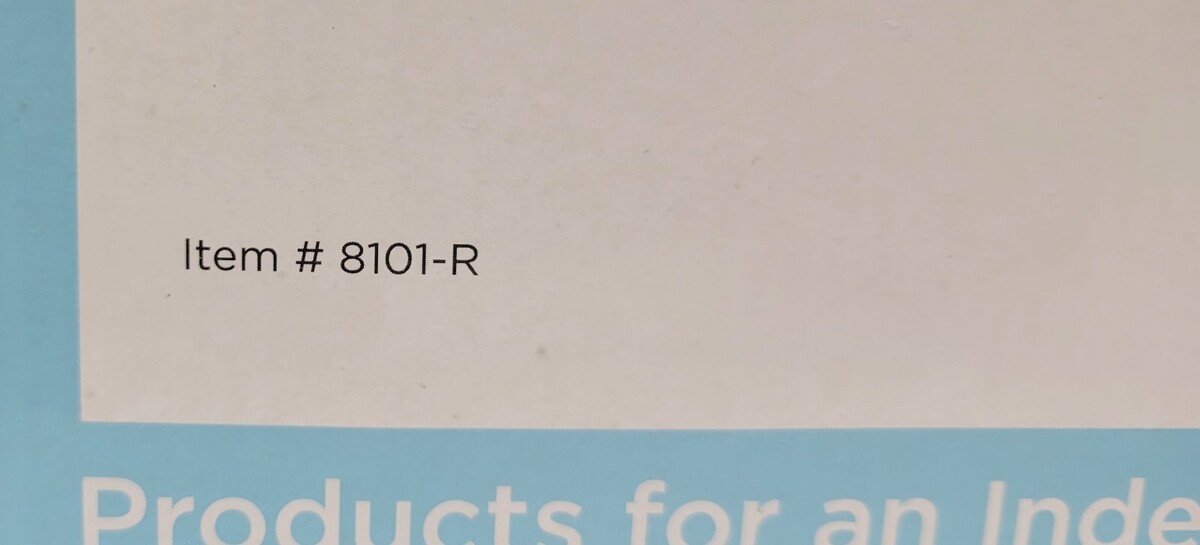 Item # 8101-R
Products for an Inde